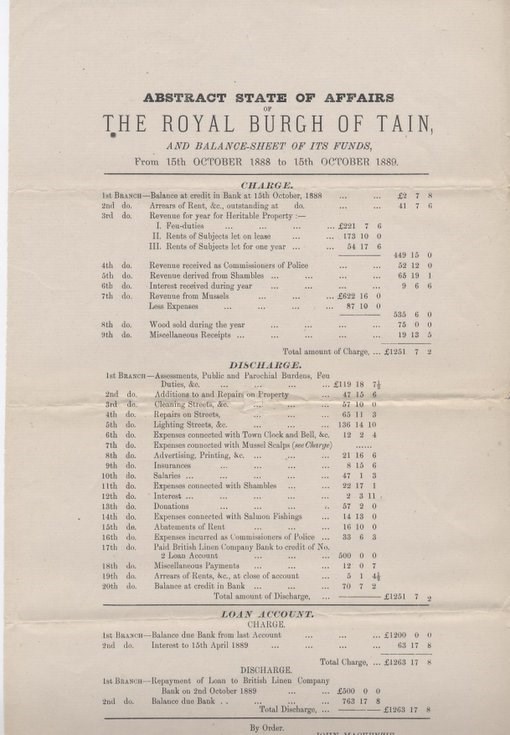 ABSTRACT STATE OF AFFAIRS
OF
THE ROYAL BURGH OF TAIN,
AND BALANCE-SHEET OF ITS FUNDS,
From 15th OCTOBER 1888 to 15th OCTOBER 1889.
CHARGE.
1st BRANCH—Balance at credit in Bank at 15th October, 1888 ... ... £2 7 8
2nd do. Arrears of Rent, &c., outstanding at do. ... ... 41 7 6
3rd do. Revenue for year for Heritable Property :—
I. Feu-duties ... ... ... ... £221 7 6
II. Rents of Subjects let on lease ... ... 173 10 0
III. Rents of Subjects let for one year ... ... 54 17 6
449 15 0
4th do. Revenue received as Commissioners of Police ... ... 52 12 0
5th do. Revenue derived from Shambles ... ... ... ... 65 19 1
6th do. Interest received during year ... ... ... ... 9 6 6
7th do. Revenue from Mussels ... ... ... £622 16 0
Less Expenses ... ... ... 87 10 0
535 6 0
8th do. Wood sold during the year ... ... ... ... 75 0 0
9th do. Miscellaneous Receipts ... ... ... ... ... 19 13 5
Total amount of Charge, ... £1251 7 2
DISCHARGE.
1st BRANCH—Assessments, Public and Parochial Burdens, Feu
Duties, &c. ... ... ... ... £119 18 7½
2nd do. Additions to and Repairs on Property ... 47 15 6
3rd do. Cleaning Streets, &c. ... ... ... 57 10 0
4th do. Repairs on Streets, ... ... ... 65 11 3
5th do. Lighting Streets, &c. ... ... ... 136 14 10
6th do. Expenses connected with Town Clock and Bell, &c. 12 2 4
7th do. Expenses connected with Mussel Scalps (see Charge) ......
8th do. Advertising, Printing, &c. ... ... ... 21 16 6
9th do. Insurances ... ... ... ... 8 15 6
10th do. Salaries ... ... ... ... ... 47 1 3
11th do. Expenses connected with Shambles ... ... 22 17 1
12th do. Interest ... ... ... ... ... 2 3 11
13th do. Donations ... ... ... .. 57 2 0
14th do. Expenses connected with Salmon Fishings ... 14 13 0
15th do. Abatements of Rent ... ... ... 16 10 0
16th do. Expenses incurred as Commissioners of Police ... 33 6 3
17th do. Paid British Linen Company Bank to credit of No.
2 Loan Account ... ... ... 500 0 0
18th do. Miscellaneous Payments ... ... ... 12 0 7
19th do. Arrears of Rents, &c., at close of account ... 5 1 4½
20th do. Balance at credit in Bank ... ... ... 70 7 2
Total amount of Discharge, ... £1251 7 2
LOAN ACCOUNT.
CHARGE.
1st BRANCH—Balance due Bank from last Account ... ... ... £1200 0 0
2nd do. Interest to 15th April 1889 ... ... ... ... 63 17 8
Total Charge, ... £1263 17 8
DISCHARGE.
1st BRANCH—Repayment of Loan to British Linen Company
Bank on 2nd October 1889 ... ... £500 0 0
2nd do. Balance due Bank . . ... ... ... 763 17 8
Total Discharge, ... £1263 17 8
By Order.